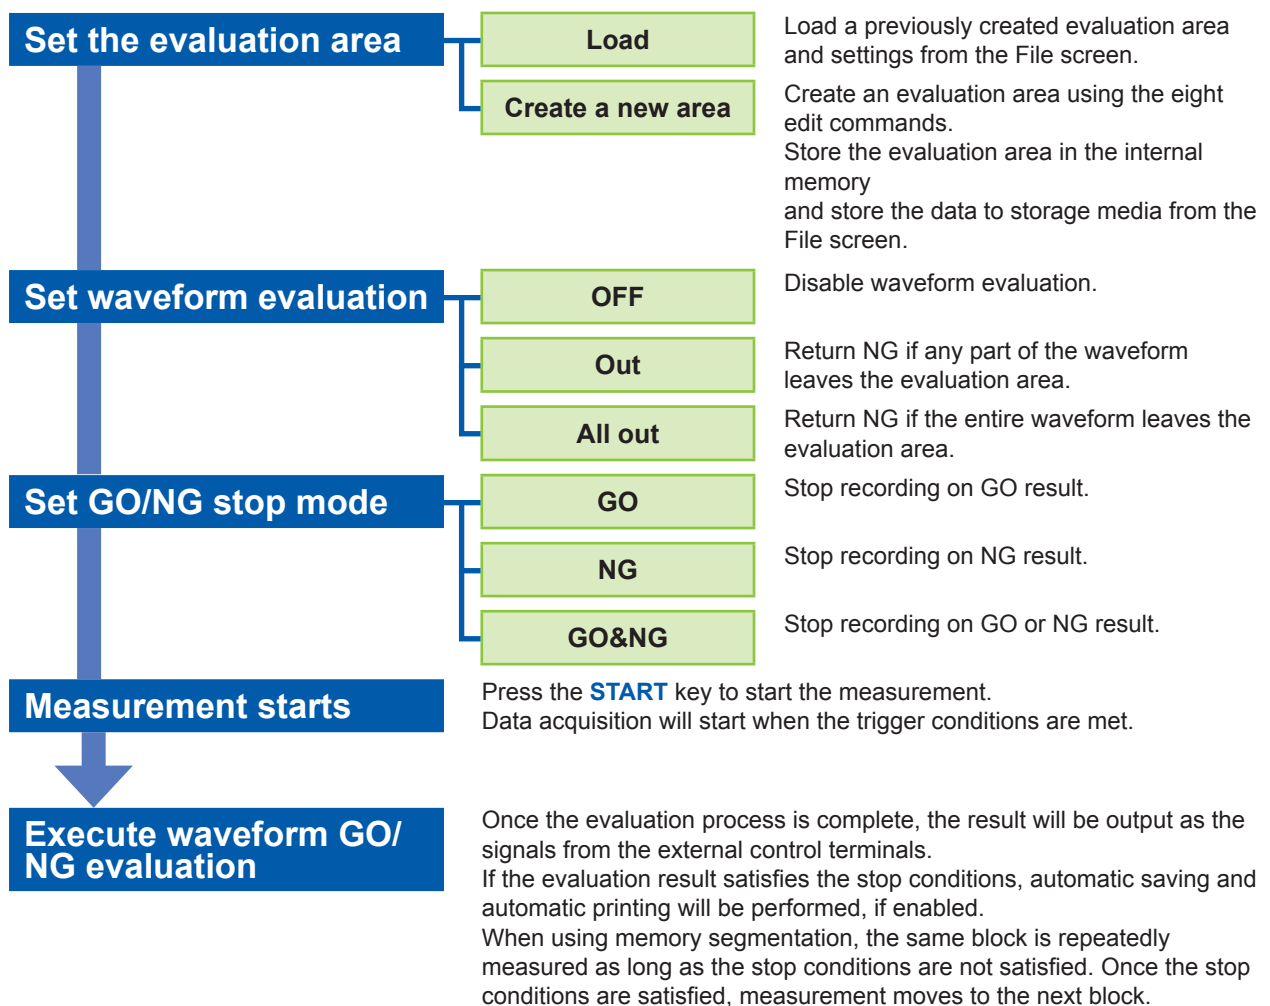 Set the evaluation area
Load
Load a previously created evaluation area
and settings from the File screen.
Create a new area
Create an evaluation area using the eight
edit commands.
Store the evaluation area in the internal
memory
and store the data to storage media from the
File screen.
Set waveform evaluation
OFF
Disable waveform evaluation.
Out
Return NG if any part of the waveform
leaves the evaluation area.
All out
Return NG if the entire waveform leaves the
evaluation area.
Set GO/NG stop mode
GO
Stop recording on GO result.
NG
Stop recording on NG result.
GO&NG
Stop recording on GO or NG result.
Measurement starts
Press the START key to start the measurement.
Data acquisition will start when the trigger conditions are met.
Execute waveform GO/
NG evaluation
Once the evaluation process is complete, the result will be output as the
signals from the external control terminals.
If the evaluation result satisfies the stop conditions, automatic saving and
automatic printing will be performed, if enabled.
When using memory segmentation, the same block is repeatedly
measured as long as the stop conditions are not satisfied. Once the stop
conditions are satisfied, measurement moves to the next block.